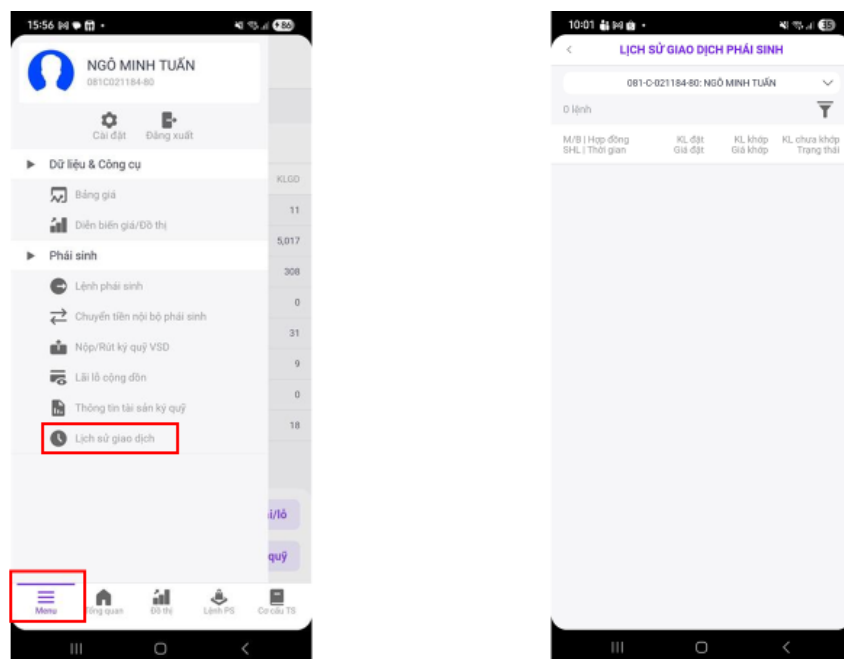 15:56
86
NGÔ MINH TUẤN
081C021184-80
Cài đặt Đăng xuất
Dữ liệu & Công cụ
KLGD
Bảng giá
11
Diễn biến giá/Đồ thị
5,017
Phái sinh
308
Lệnh phái sinh
0
Chuyển tiền nội bộ phái sinh
31
Nộp/Rút ký quỹ VSD
9
Lãi lỗ cộng dồn
0
Thông tin tài sản ký quỹ
18
Lịch sử giao dịch
i/lỗ
quỹ
Menu Tổng quan Đồ thị Lệnh PS Cơ cấu TS
10:01
35
LỊCH SỬ GIAO DỊCH PHÁI SINH
081-C-021184-80: NGÔ MINH TUẤN
0 lệnh
M/B | Hợp đồng KL đặt KL khớp KL chưa khớp
SHL | Thời gian Giá đặt Giá khớp Trạng thái